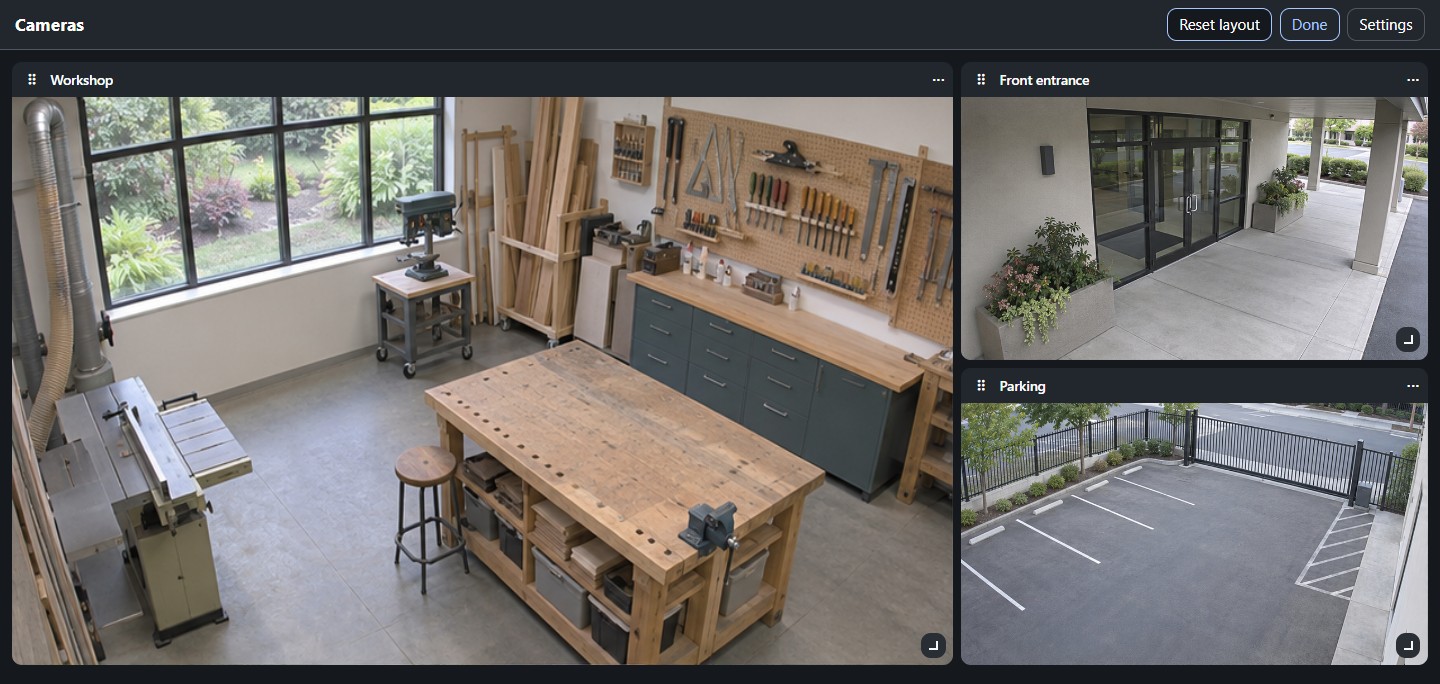 Cameras
Reset layout
Done
Settings
Workshop
Front entrance
Parking